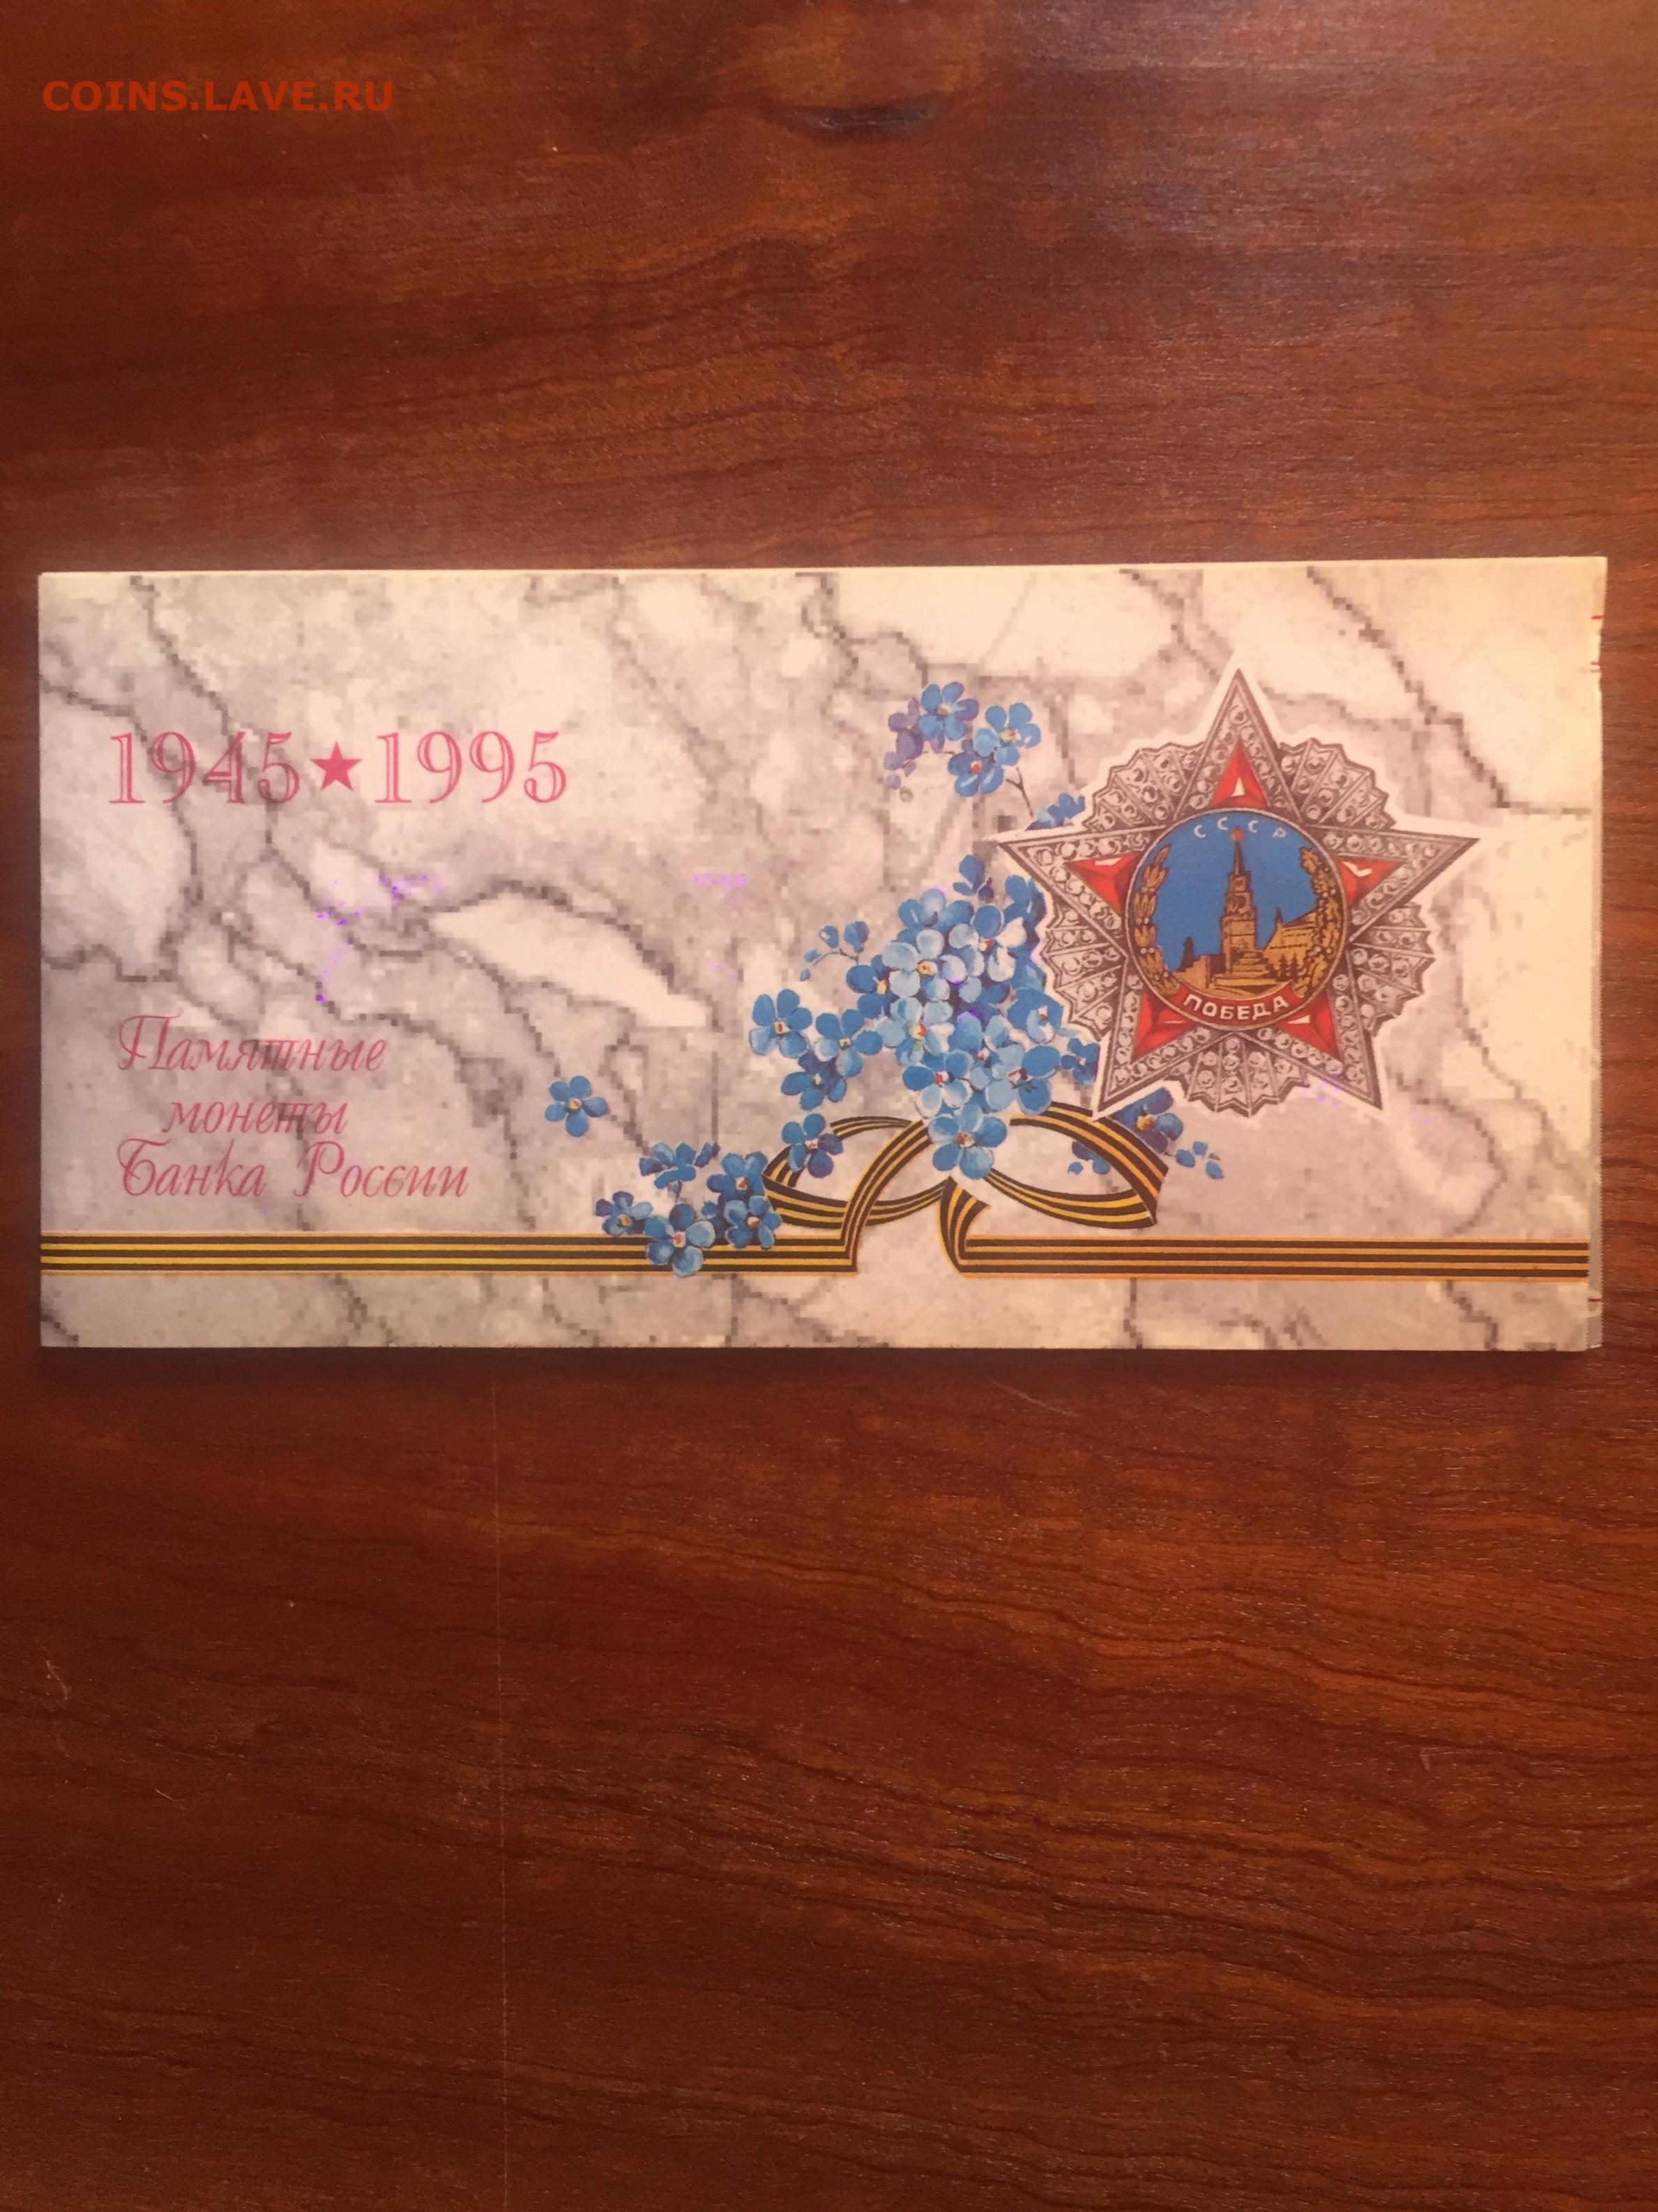 COINS.LAVE.RU
1945★1995
СССР
ПОБЕДА
Памятные
монеты
Банка России